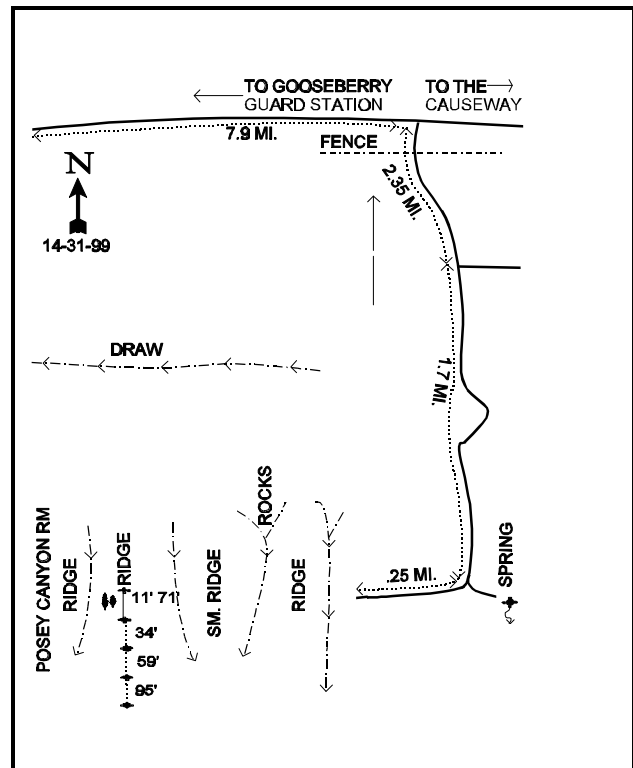 TO GOOSEBERRY
GUARD STATION
TO THE
CAUSEWAY
7.9 MI.
FENCE
N
2.35 MI.
14-31-99
DRAW
1.7 MI.
ROCKS
POSEY CANYON RM
RIDGE
RIDGE
SM. RIDGE
RIDGE
.25 MI.
SPRING
11' 71'
34'
59'
95'